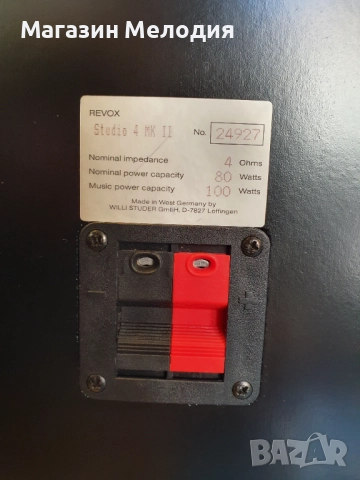 Магазин Мелодия
REVOX
Studio 4 MK II No. 24927
Nominal impedance 4 Ohms
Nominal power capacity 80 Watts
Music power capacity 100 Watts
Made in West Germany by
WILLI STUDER GmbH, D-7827 Löffingen
BAZAR